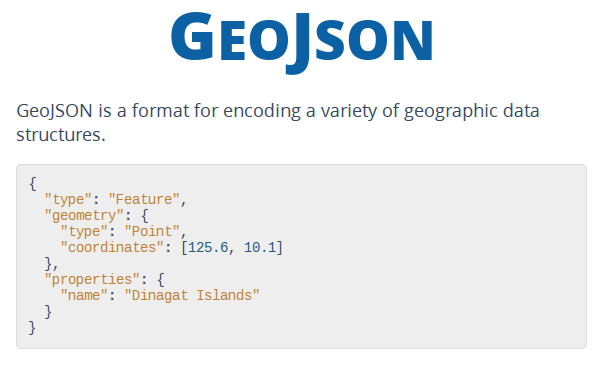 GEOJSON
GeoJSON is a format for encoding a variety of geographic data
structures.
{
  "type": "Feature",
  "geometry": {
    "type": "Point",
    "coordinates": [125.6, 10.1]
  },
  "properties": {
    "name": "Dinagat Islands"
  }
}